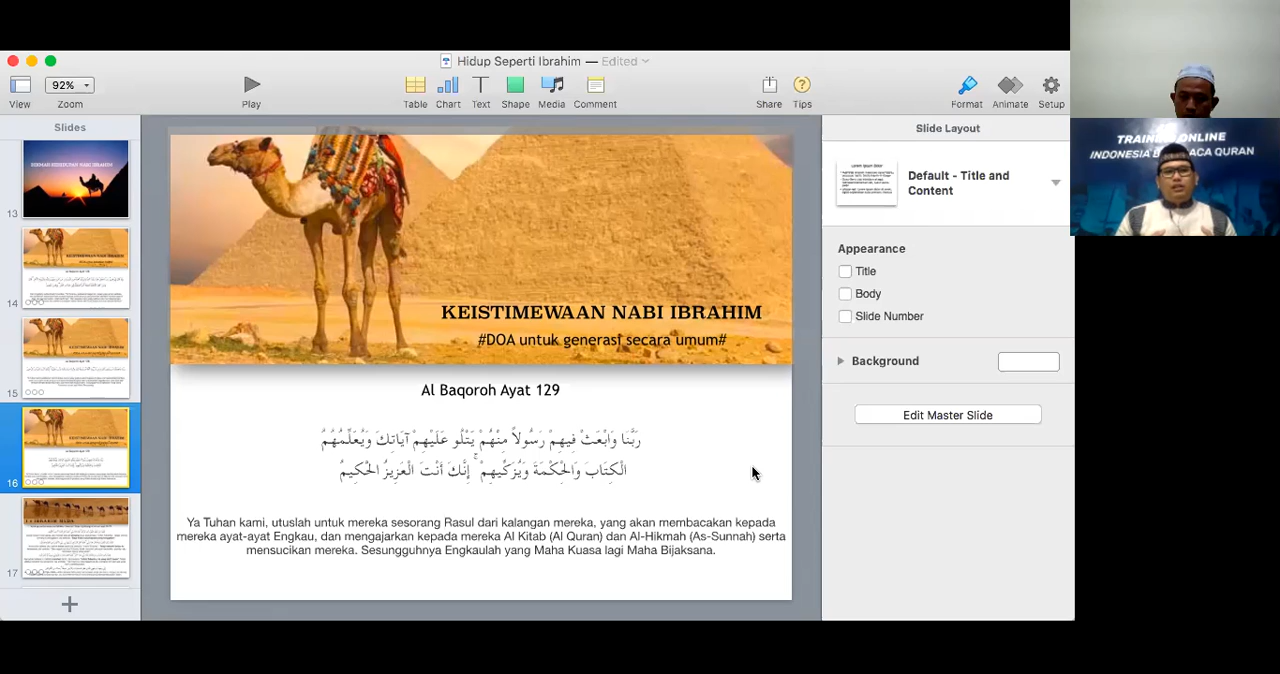 Hidup Seperti Ibrahim — Edited
92%
View
Zoom
Play
Table
Chart
Text
Shape
Media
Comment
Share
Tips
Format
Animate
Setup
Slides
13
14
15
16
17
KEISTIMEWAAN NABI IBRAHIM
#DOA untuk generasi secara umum#
Al Baqoroh Ayat 129
رَبَّنَا وَابْعَثْ فِيهِمْ رَسُولاً مِنْهُمْ يَتْلُو عَلَيْهِمْ آيَاتِكَ وَيُعَلِّمُهُمُ
الْكِتَابَ وَالْحِكْمَةَ وَيُزَكِّيهِمْ ۚ إِنَّكَ أَنْتَ الْعَزِيزُ الْحَكِيمُ
Ya Tuhan kami, utuslah untuk mereka sesorang Rasul dari kalangan mereka, yang akan membacakan kepada
mereka ayat-ayat Engkau, dan mengajarkan kepada mereka Kitab (Al Quran) dan Al-Hikmah (As-Sunnah) serta
mensucikan mereka. Sesungguhnya Engkaulah yang Maha Kuasa lagi Maha Bijaksana.
Slide Layout
Default - Title and
Content
Appearance
Title
Body
Slide Number
Background
Edit Master Slide
TRAINING ONLINE
INDONESIA QURAN